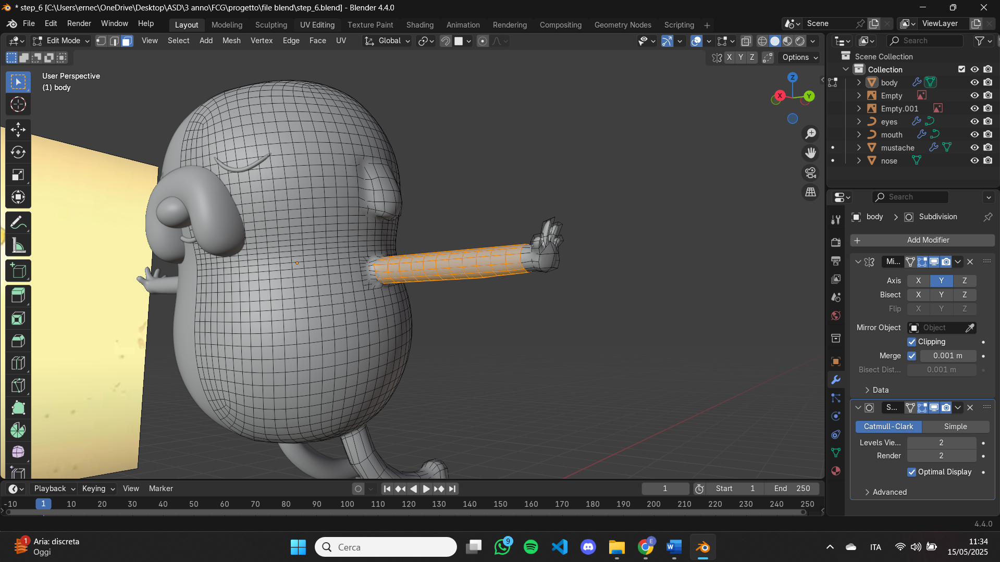 * step_6 [C:\Users\ernec\OneDrive\Desktop\ASD\3 anno\FCG\progetto\file blend\step_6.blend] - Blender 4.4.0
File Edit Render Window Help
Layout Modeling Sculpting UV Editing Texture Paint Shading Animation Rendering Compositing Geometry Nodes Scripting +
Scene
ViewLayer
Edit Mode
View Select Add Mesh Vertex Edge Face UV
Global
Search
X Y Z
Options
User Perspective
(1) body
Z
X
Y
Scene Collection
Collection
body
Empty
Empty.001
eyes
mouth
mustache
nose
Search
body > Subdivision
+ Add Modifier
Mi...
Axis X Y Z
Bisect X Y Z
Flip X Y Z
Mirror Object Object
Clipping
Merge 0.001 m
Bisect Dist... 0.001 m
Data
S...
Catmull-Clark Simple
Levels Vie... 2
Render 2
Optimal Display
Advanced
Playback Keying View Marker
1
Start 1
End 250
-10 1 10 20 30 40 50 60 70 80 90 100 110 120 130 140 150 160 170 180 190 200 210 220 230 240 250
4.4.0
1
Aria: discreta
Oggi
Cerca
9
E
W
ITA
11:34
15/05/2025